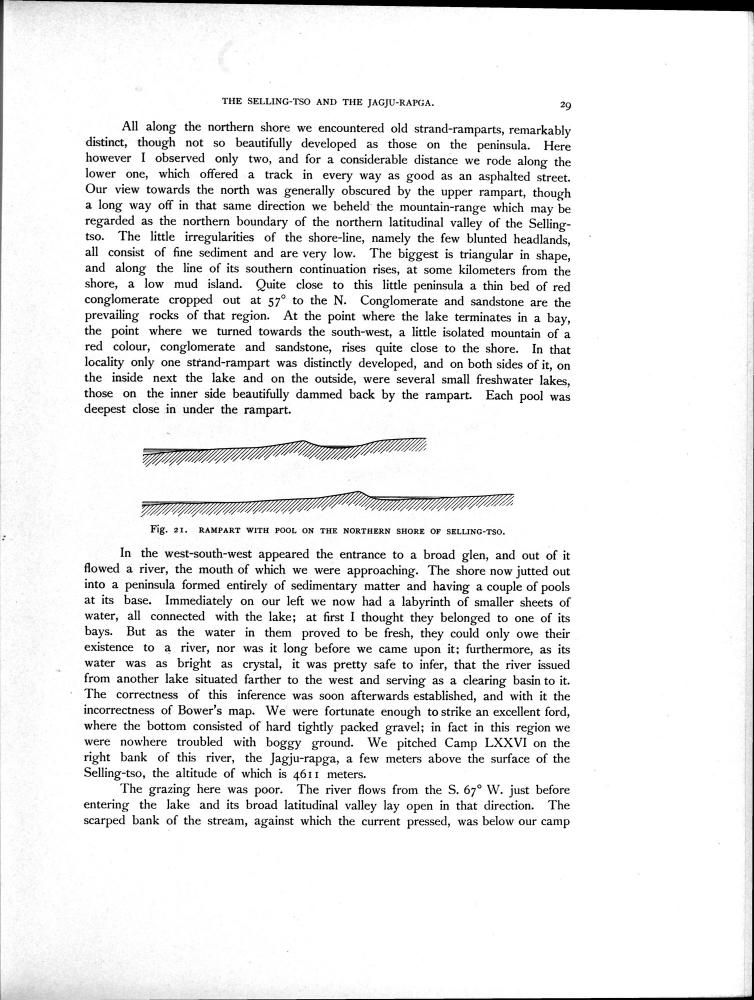 THE SELLING-TSO AND THE JAGJU-RAPGA.
29
All along the northern shore we encountered old strand-ramparts, remarkably
distinct, though not so beautifully developed as those on the peninsula. Here
however I observed only two, and for a considerable distance we rode along the
lower one, which offered a track in every way as good as an asphalted street.
Our view towards the north was generally obscured by the upper rampart, though
a long way off in that same direction we beheld the mountain-range which may be
regarded as the northern boundary of the northern latitudinal valley of the Selling-
tso. The little irregularities of the shore-line, namely the few blunted headlands,
all consist of fine sediment and are very low. The biggest is triangular in shape,
and along the line of its southern continuation rises, at some kilometers from the
shore, a low mud island. Quite close to this little peninsula a thin bed of red
conglomerate cropped out at 57° to the N. Conglomerate and sandstone are the
prevailing rocks of that region. At the point where the lake terminates in a bay,
the point where we turned towards the south-west, a little isolated mountain of a
red colour, conglomerate and sandstone, rises quite close to the shore. In that
locality only one strand-rampart was distinctly developed, and on both sides of it, on
the inside next the lake and on the outside, were several small freshwater lakes,
those on the inner side beautifully dammed back by the rampart. Each pool was
deepest close in under the rampart.
Fig. 21. RAMPART WITH POOL ON THE NORTHERN SHORE OF SELLING-TSO.
In the west-south-west appeared the entrance to a broad glen, and out of it
flowed a river, the mouth of which we were approaching. The shore now jutted out
into a peninsula formed entirely of sedimentary matter and having a couple of pools
at its base. Immediately on our left we now had a labyrinth of smaller sheets of
water, all connected with the lake; at first I thought they belonged to one of its
bays. But as the water in them proved to be fresh, they could only owe their
existence to a river, nor was it long before we came upon it; furthermore, as its
water was as bright as crystal, it was pretty safe to infer, that the river issued
from another lake situated farther to the west and serving as a clearing basin to it.
The correctness of this inference was soon afterwards established, and with it the
incorrectness of Bower's map. We were fortunate enough to strike an excellent ford,
where the bottom consisted of hard tightly packed gravel; in fact in this region we
were nowhere troubled with boggy ground. We pitched Camp LXXVI on the
right bank of this river, the Jagju-rapga, a few meters above the surface of the
Selling-tso, the altitude of which is 4611 meters.
The grazing here was poor. The river flows from the S. 67° W. just before
entering the lake and its broad latitudinal valley lay open in that direction. The
scarped bank of the stream, against which the current pressed, was below our camp